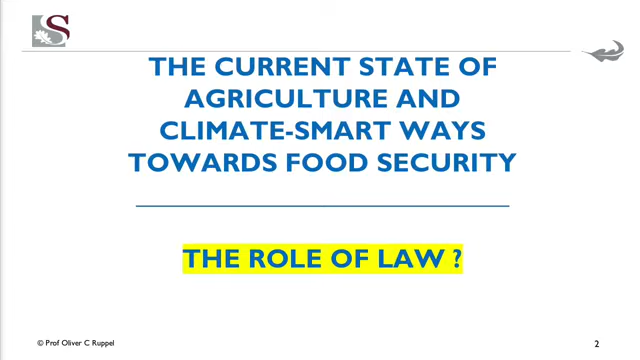 S
THE CURRENT STATE OF
AGRICULTURE AND
CLIMATE-SMART WAYS
TOWARDS FOOD SECURITY
THE ROLE OF LAW ?
© Prof Oliver C Ruppel
2